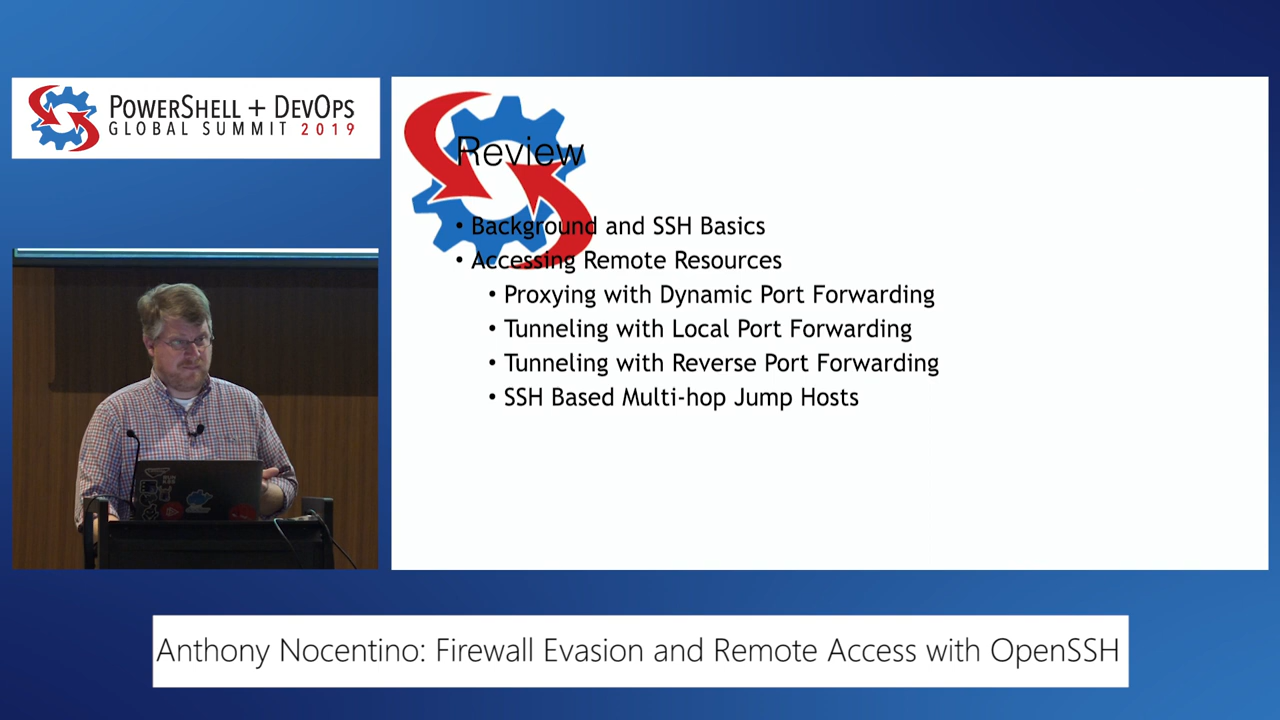 POWERSHELL + DEVOPS
GLOBAL SUMMIT 2019
Review
• Background and SSH Basics
• Accessing Remote Resources
• Proxying with Dynamic Port Forwarding
• Tunneling with Local Port Forwarding
• Tunneling with Reverse Port Forwarding
• SSH Based Multi-hop Jump Hosts
Anthony Nocentino: Firewall Evasion and Remote Access with OpenSSH